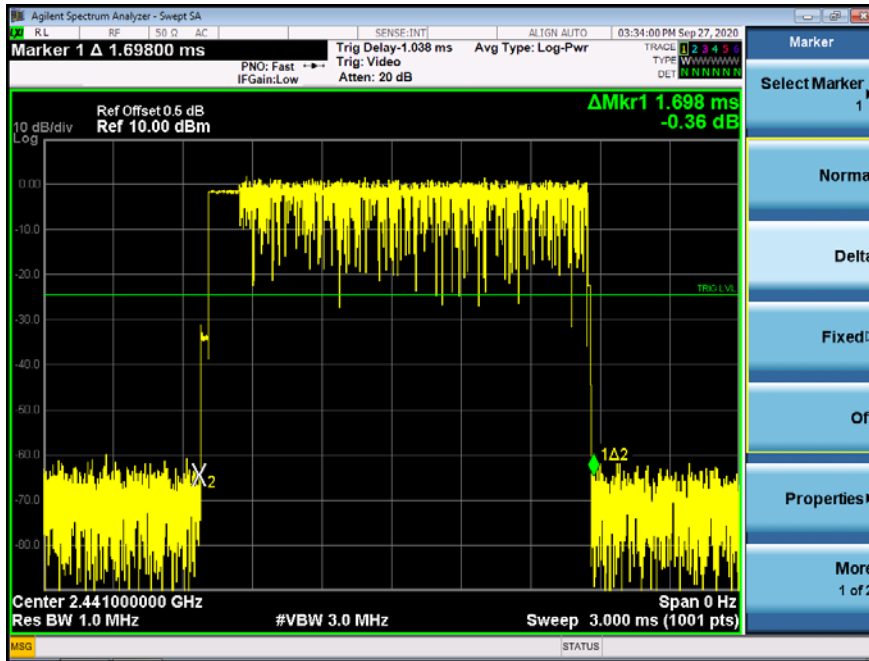 Agilent Spectrum Analyzer - Swept SA
LXI RL RF 50 Ω AC SENSE:INT ALIGN AUTO 03:34:00 PM Sep 27, 2020
Marker 1 Δ 1.69800 ms
PNO: Fast
IFGain:Low
Trig Delay-1.038 ms
Trig: Video
Atten: 20 dB
Avg Type: Log-Pwr
TRACE 1 2 3 4 5 6
TYPE WWWWWW
DET N N N N N N
Marker
Select Marker
1
Norma
Delta
Fixed
Of
Properties
More
1 of 2
ΔMkr1 1.698 ms
-0.36 dB
Ref Offset 0.5 dB
10 dB/div Ref 10.00 dBm
Log
0.00
-10.0
-20.0
TRIG LVL
-30.0
-40.0
-50.0
-60.0
1Δ2
2
-70.0
-80.0
Center 2.441000000 GHz Span 0 Hz
Res BW 1.0 MHz #VBW 3.0 MHz Sweep 3.000 ms (1001 pts)
MSG STATUS